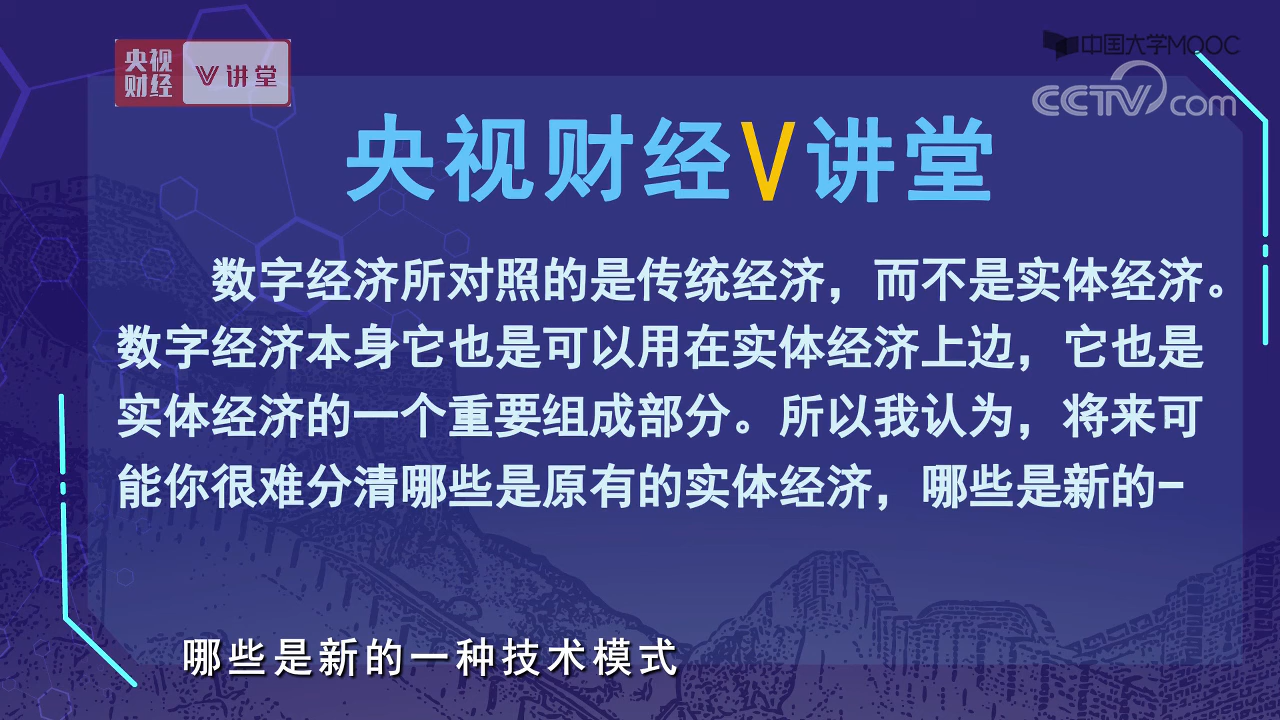 央视
财经
V讲堂
中国大学MOOC
CCTV.com
央视财经V讲堂
数字经济所对照的是传统经济，而不是实体经济。
数字经济本身它也是可以用在实体经济上边，它也是
实体经济的一个重要组成部分。所以我认为，将来可
能你很难分清哪些是原有的实体经济，哪些是新的-
哪些是新的一种技术模式